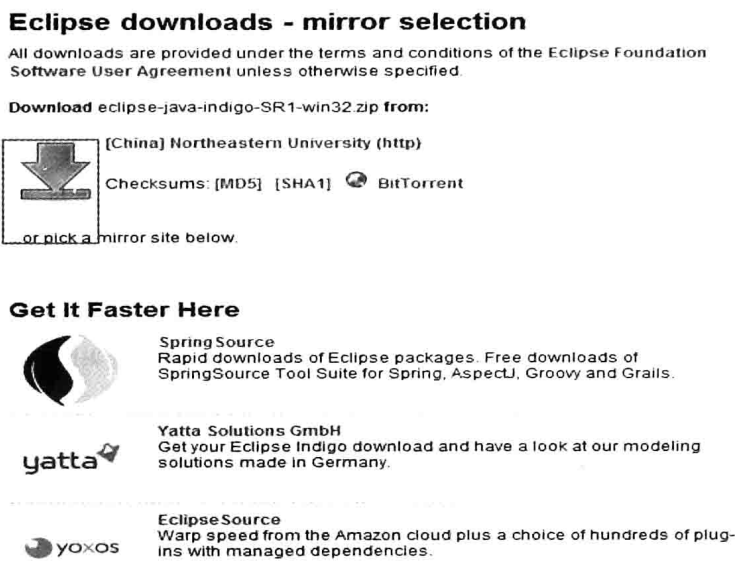 Eclipse downloads - mirror selection
All downloads are provided under the terms and conditions of the Eclipse Foundation
Software User Agreement unless otherwise specified.
Download eclipse-java-indigo-SR1-win32.zip from:
[China] Northeastern University (http)
Checksums: [MD5] [SHA1] BitTorrent
...or pick a mirror site below.
Get It Faster Here
SpringSource
Rapid downloads of Eclipse packages. Free downloads of
SpringSource Tool Suite for Spring, AspectJ, Groovy and Grails.
yatta
Yatta Solutions GmbH
Get your Eclipse Indigo download and have a look at our modeling
solutions made in Germany.
yoxos
EclipseSource
Warp speed from the Amazon cloud plus a choice of hundreds of plug-
ins with managed dependencies.